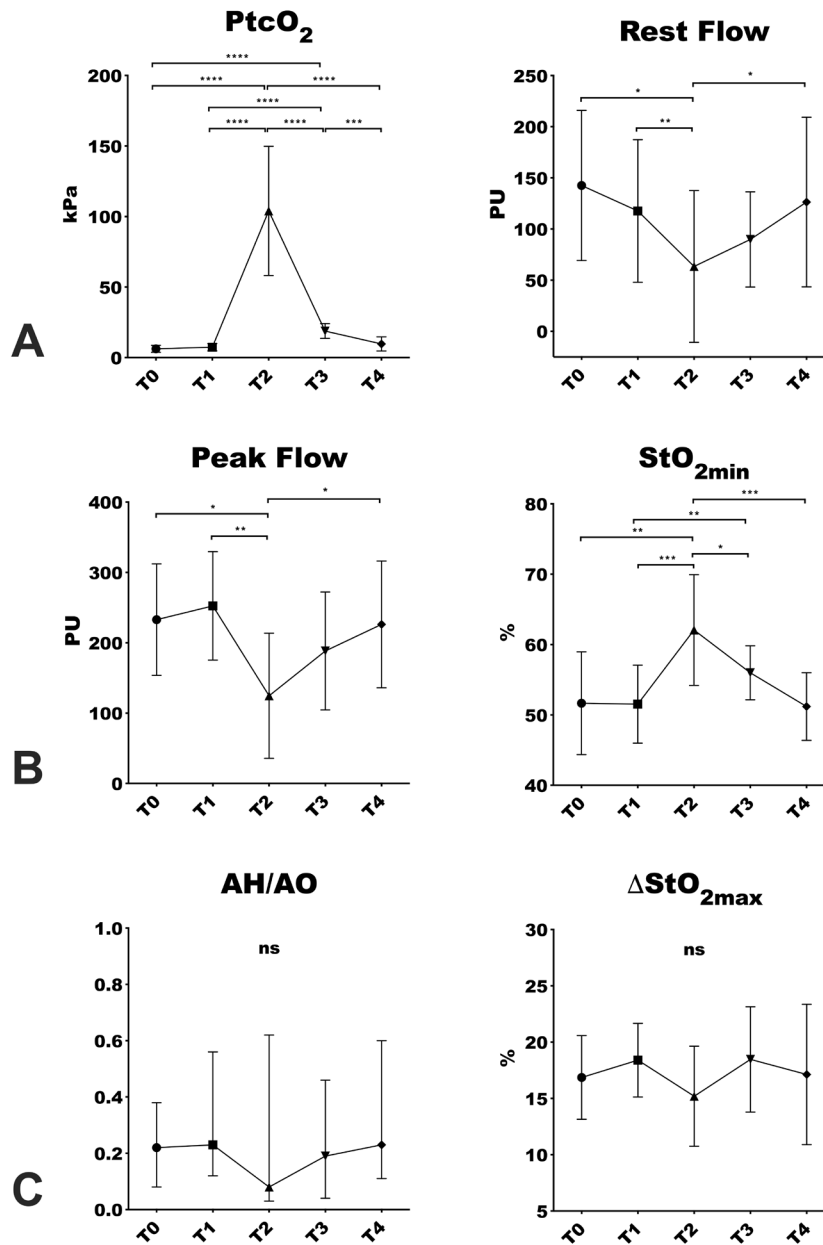 PtcO₂
****
**** ****
****
**** **** ***
200
150
100
50
0
kPa
T0 T1 T2 T3 T4
Rest Flow
*
*
**
250
200
150
100
50
0
PU
T0 T1 T2 T3 T4
A
Peak Flow
*
*
**
400
300
200
100
0
PU
T0 T1 T2 T3 T4
StO₂min
***
**
**
*
***
80
70
60
50
40
%
T0 T1 T2 T3 T4
B
AH/AO
ns
1.0
0.8
0.6
0.4
0.2
0.0
T0 T1 T2 T3 T4
ΔStO₂max
ns
30
25
20
15
10
5
%
T0 T1 T2 T3 T4
C